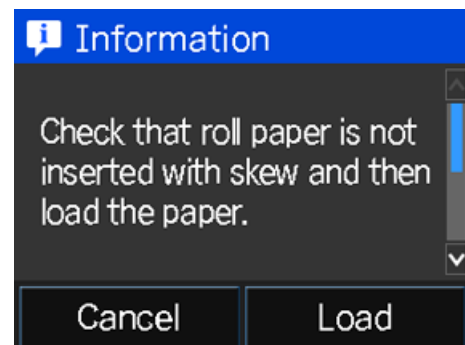 Information
Check that roll paper is not
inserted with skew and then
load the paper.
Cancel
Load